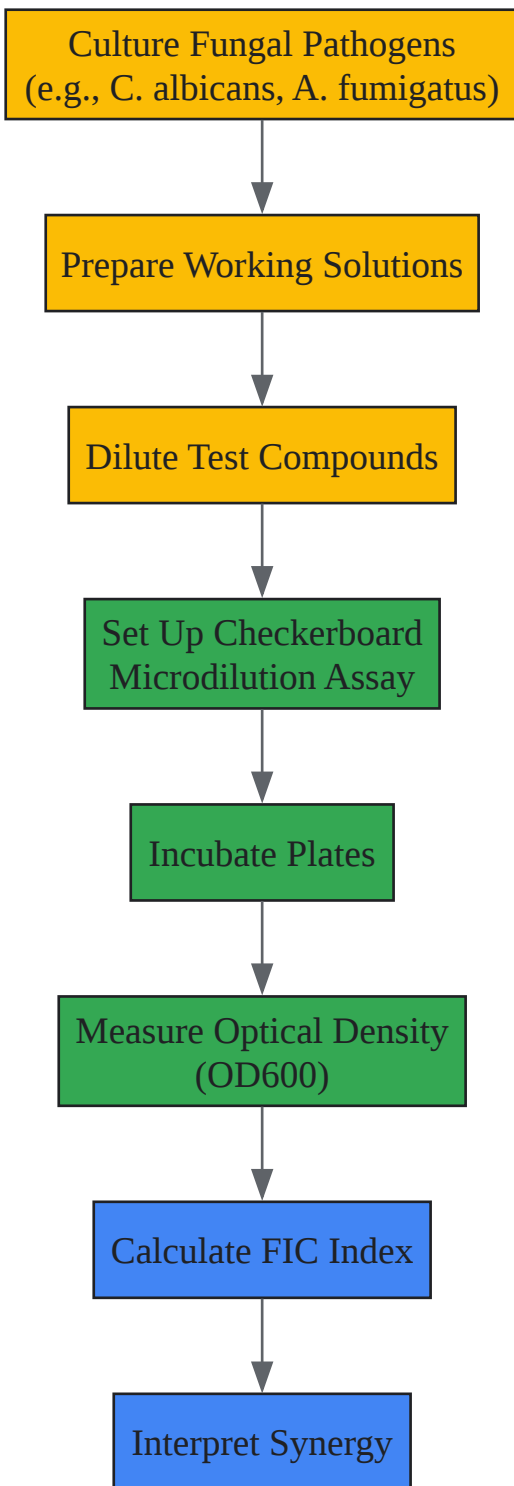 Culture Fungal Pathogens
(e.g., C. albicans, A. fumigatus)
Prepare Working Solutions
Dilute Test Compounds
Set Up Checkerboard
Microdilution Assay
Incubate Plates
Measure Optical Density
(OD600)
Calculate FIC Index
Interpret Synergy